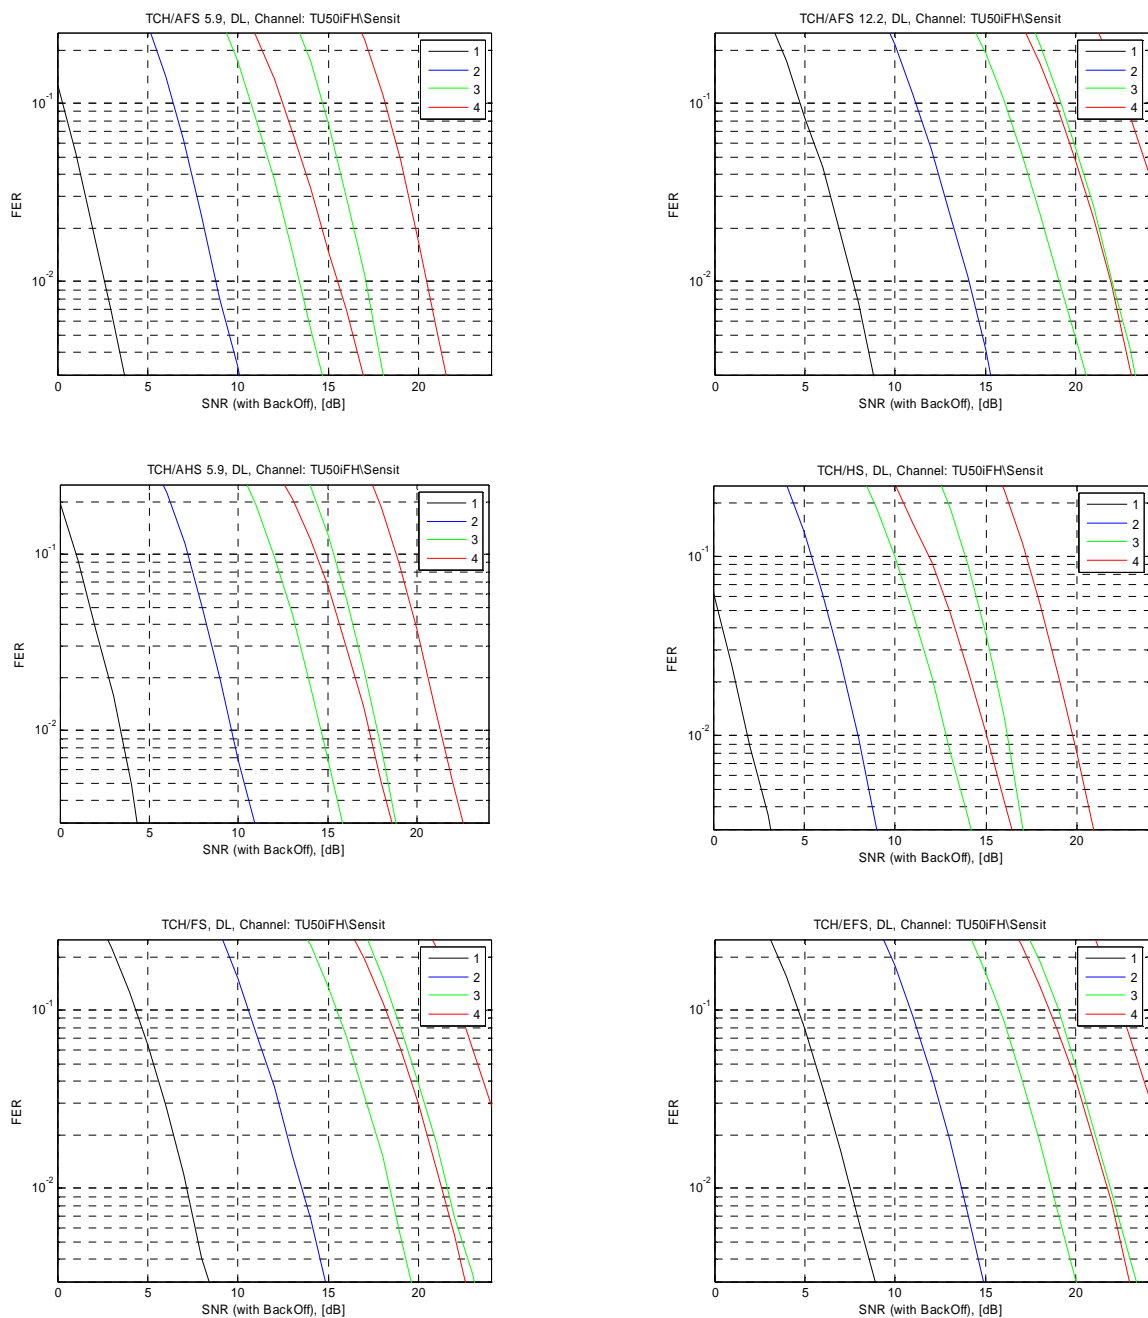 TCH/AFS 5.9, DL, Channel: TU50iFH\Sensit
FER
10-1
10-2
0 5 10 15 20
SNR (with BackOff), [dB]
1
2
3
4
TCH/AFS 12.2, DL, Channel: TU50iFH\Sensit
FER
10-1
10-2
0 5 10 15 20
SNR (with BackOff), [dB]
1
2
3
4
TCH/AHS 5.9, DL, Channel: TU50iFH\Sensit
FER
10-1
10-2
0 5 10 15 20
SNR (with BackOff), [dB]
1
2
3
4
TCH/HS, DL, Channel: TU50iFH\Sensit
FER
10-1
10-2
0 5 10 15 20
SNR (with BackOff), [dB]
1
2
3
4
TCH/FS, DL, Channel: TU50iFH\Sensit
FER
10-1
10-2
0 5 10 15 20
SNR (with BackOff), [dB]
1
2
3
4
TCH/EFS, DL, Channel: TU50iFH\Sensit
FER
10-1
10-2
0 5 10 15 20
SNR (with BackOff), [dB]
1
2
3
4